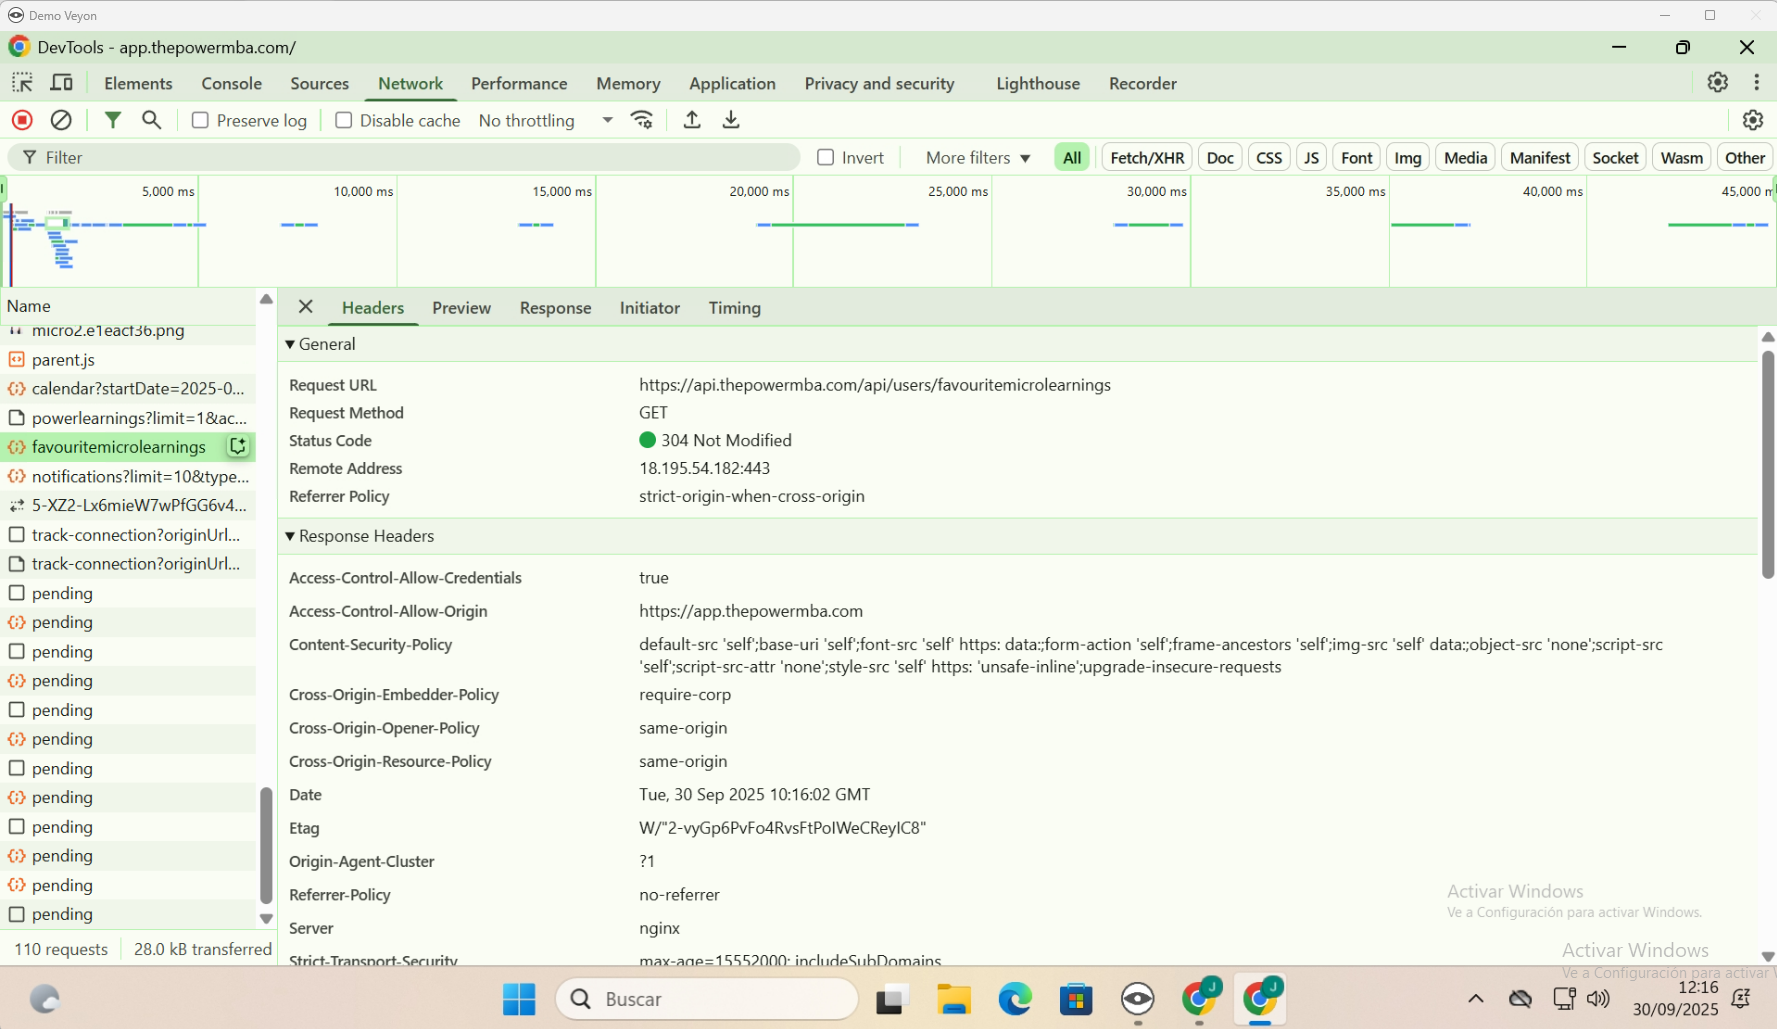 Demo Veyon
DevTools - app.thepowermba.com/
Elements Console Sources Network Performance Memory Application Privacy and security Lighthouse Recorder
Preserve log Disable cache No throttling
Filter Invert More filters All Fetch/XHR Doc CSS JS Font Img Media Manifest Socket Wasm Other
5,000 ms 10,000 ms 15,000 ms 20,000 ms 25,000 ms 30,000 ms 35,000 ms 40,000 ms 45,000 m
Name
micro2.e1eacf36.png
parent.js
calendar?startDate=2025-0...
powerlearnings?limit=1&ac...
favouritemicrolearnings
notifications?limit=10&type...
5-XZ2-Lx6mieW7wPfGG6v4...
track-connection?originUrl...
track-connection?originUrl...
pending
pending
pending
pending
pending
pending
pending
pending
pending
pending
pending
pending
110 requests 28.0 kB transferred
Headers Preview Response Initiator Timing
General
Request URL https://api.thepowermba.com/api/users/favouritemicrolearnings
Request Method GET
Status Code 304 Not Modified
Remote Address 18.195.54.182:443
Referrer Policy strict-origin-when-cross-origin
Response Headers
Access-Control-Allow-Credentials true
Access-Control-Allow-Origin https://app.thepowermba.com
Content-Security-Policy default-src 'self';base-uri 'self';font-src 'self' https: data:;form-action 'self';frame-ancestors 'self';img-src 'self' data:;object-src 'none';script-src
'self';script-src-attr 'none';style-src 'self' https: 'unsafe-inline';upgrade-insecure-requests
Cross-Origin-Embedder-Policy require-corp
Cross-Origin-Opener-Policy same-origin
Cross-Origin-Resource-Policy same-origin
Date Tue, 30 Sep 2025 10:16:02 GMT
Etag W/"2-vyGp6PvFo4RvsFtPolWeCReyIC8"
Origin-Agent-Cluster ?1
Referrer-Policy no-referrer
Server nginx
Strict-Transport-Security max-age=15552000; includeSubDomains
Activar Windows
Ve a Configuración para activar Windows.
Activar Windows
Ve a Configuración para activar
Buscar
J
J
12:16
30/09/2025